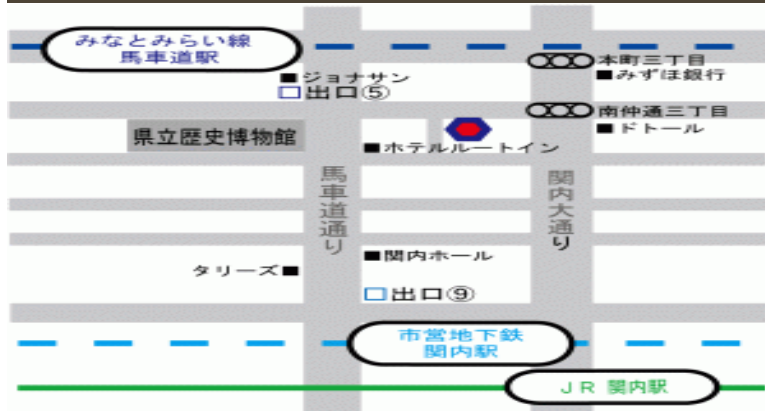 みなとみらい線
馬車道駅
本町三丁目
■みずほ銀行
■ジョナサン
□出口⑤
南仲通三丁目
■ドトール
県立歴史博物館
■ホテルルートイン
馬車道通り
関内大通り
■関内ホール
タリーズ■
□出口⑨
市営地下鉄
関内駅
JR 関内駅